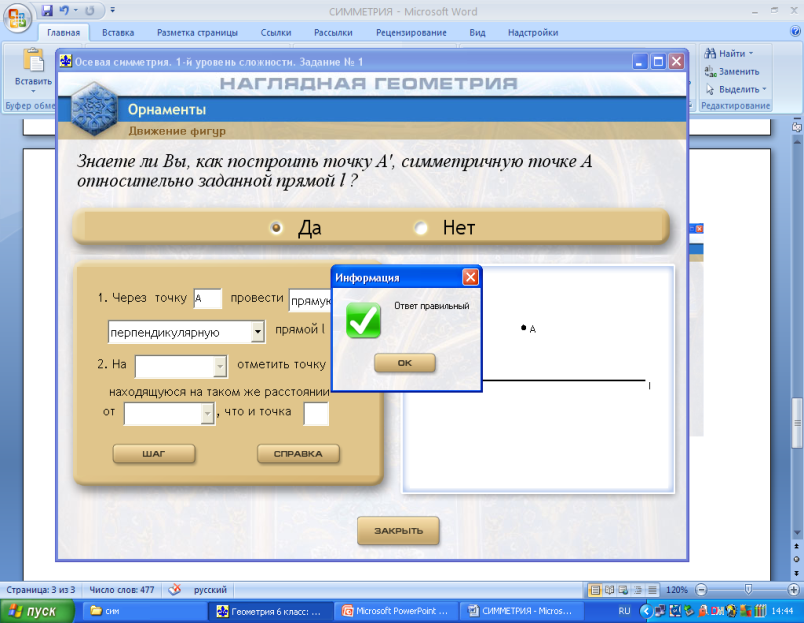 СИММЕТРИЯ - Microsoft Word
Главная Вставка Разметка страницы Ссылки Рассылки Рецензирование Вид Надстройки
Вставить
Найти
Заменить
Выделить
Буфер обме
Редактирование
Осевая симметрия. 1-й уровень сложности. Задание № 1
НАГЛЯДНАЯ ГЕОМЕТРИЯ
Орнаменты
Движение фигур
Знаете ли Вы, как построить точку A', симметричную точке A
относительно заданной прямой l ?
Да Нет
1. Через точку A провести прямую
перпендикулярную прямой l
2. На отметить точку
находящуюся на таком же расстоянии
от , что и точка
ШАГ СПРАВКА
Информация
Ответ правильный
ОК
A
l
ЗАКРЫТЬ
Страница: 3 из 3 Число слов: 477 русский 120%
пуск сим Геометрия 6 класс: ... Microsoft PowerPoint ... СИММЕТРИЯ - Micros... RU 14:44